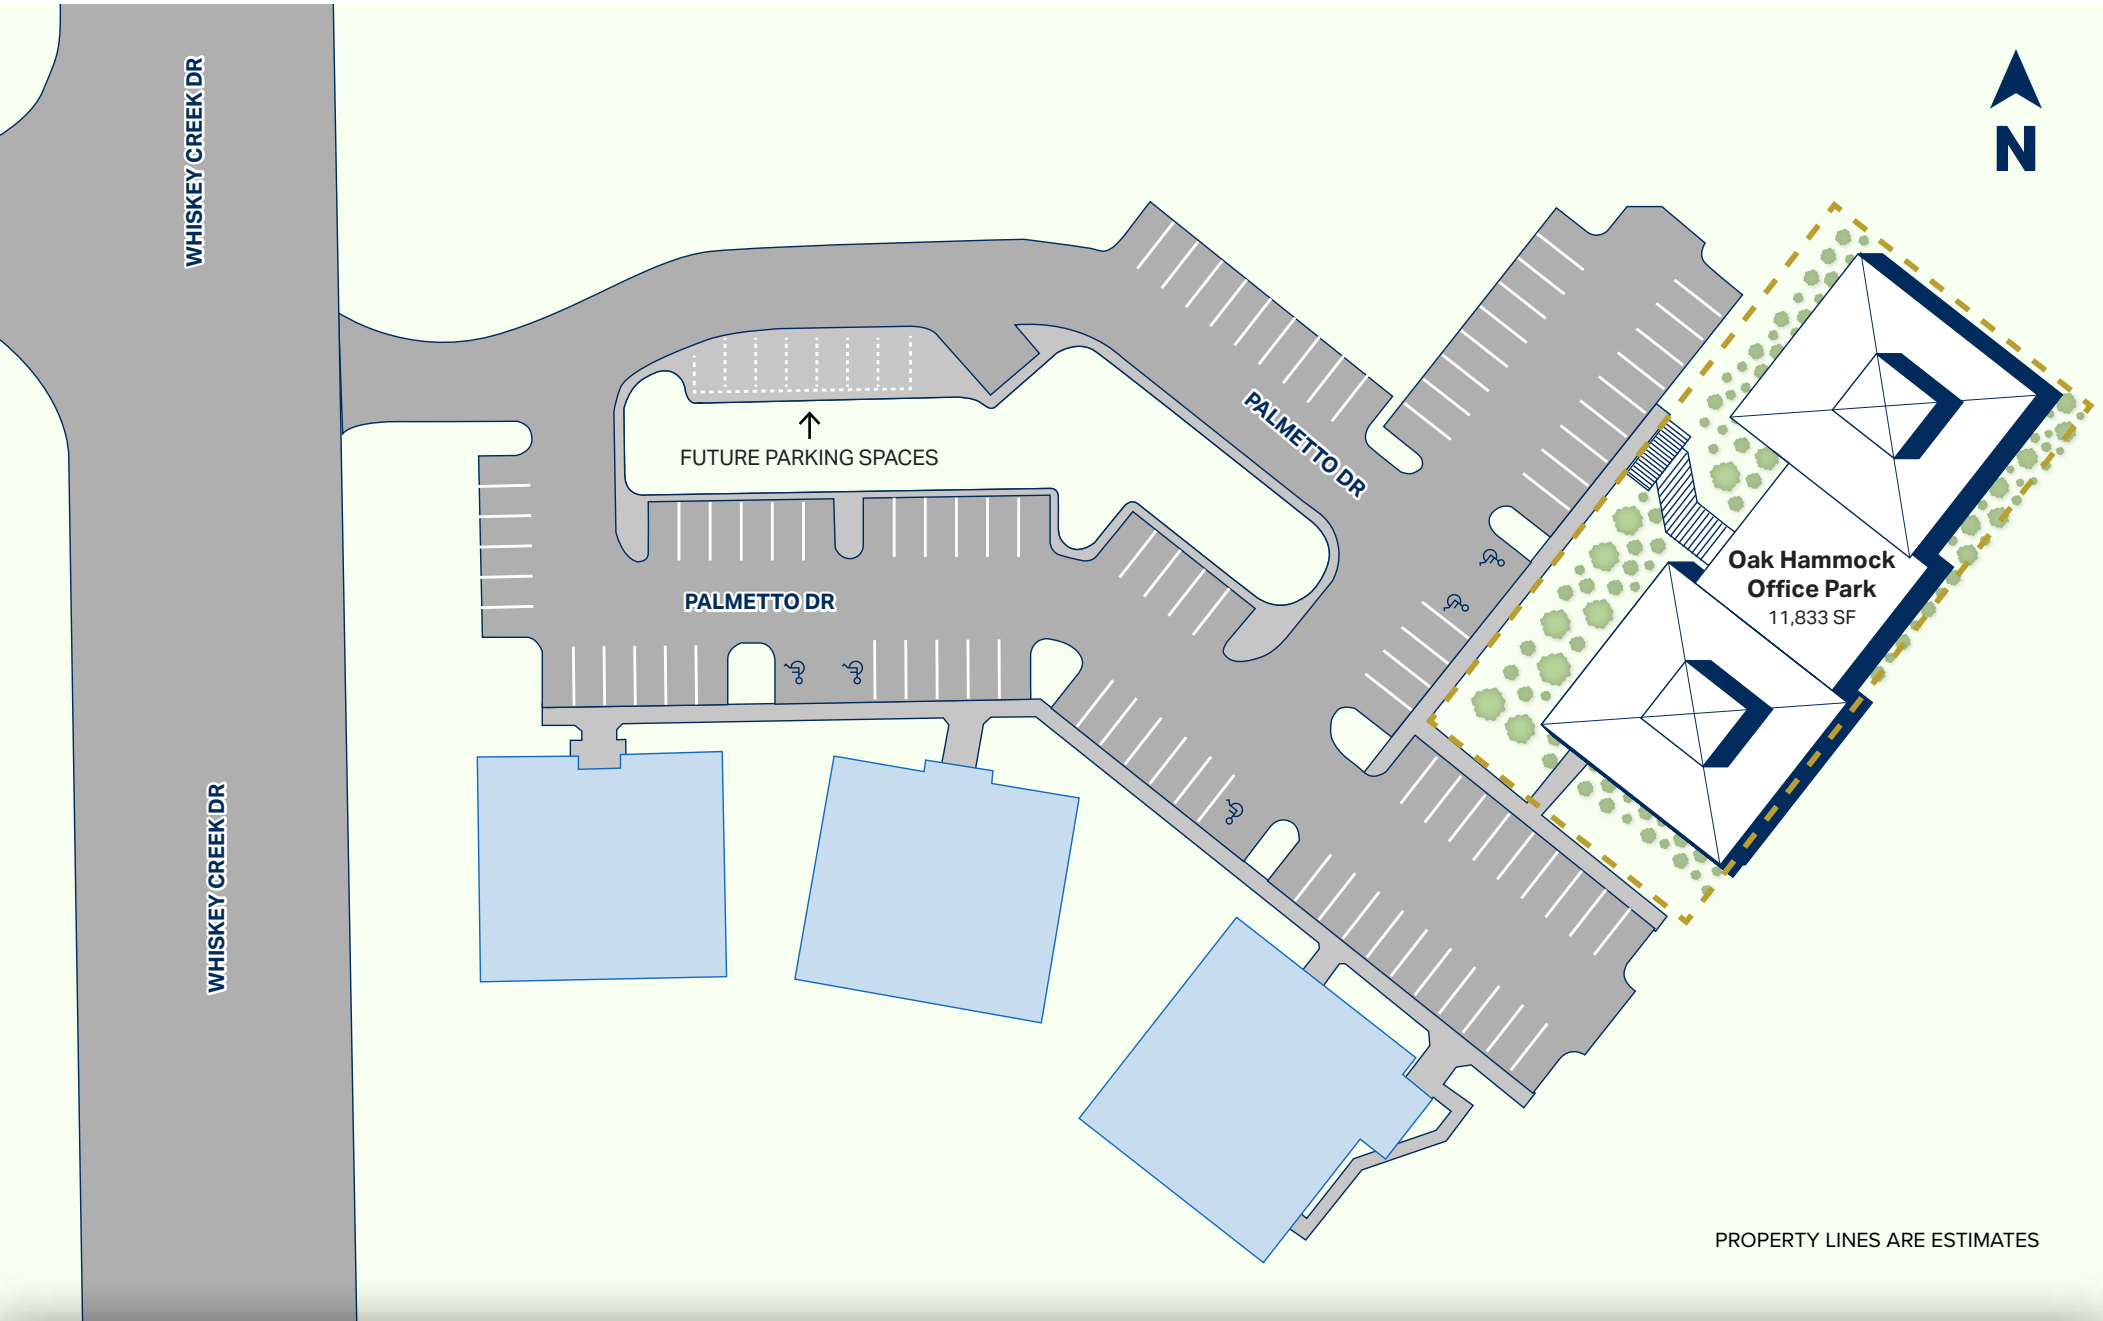 WHISKEY CREEK DR
N
PALMETTO DR
FUTURE PARKING SPACES
Oak Hammock
Office Park
11,833 SF
PALMETTO DR
WHISKEY CREEK DR
PROPERTY LINES ARE ESTIMATES